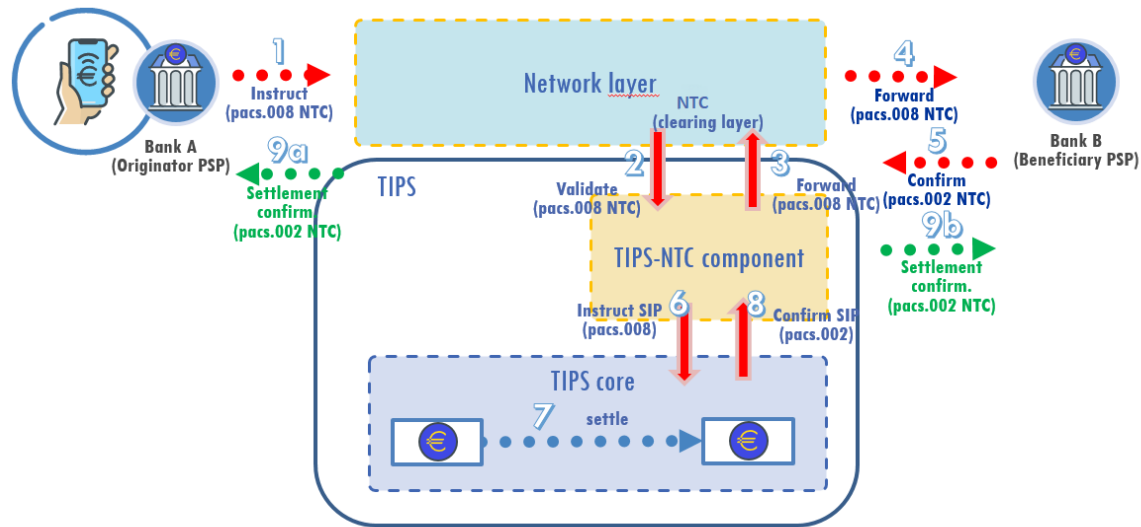 1
Instruct
(pacs.008 NTC)
Bank A
(Originator PSP)
9a
Settlement
confirm.
(pacs.002 NTC)
Network layer
NTC
(clearing layer)
4
Forward
(pacs.008 NTC)
5
Confirm
(pacs.002 NTC)
Bank B
(Beneficiary PSP)
9b
Settlement
confirm.
(pacs.002 NTC)
TIPS
2
Validate
(pacs.008 NTC)
3
Forward
(pacs.008 NTC)
TIPS-NTC component
Instruct SIP
(pacs.008)
6
8
Confirm SIP
(pacs.002)
TIPS core
7
settle
€
€